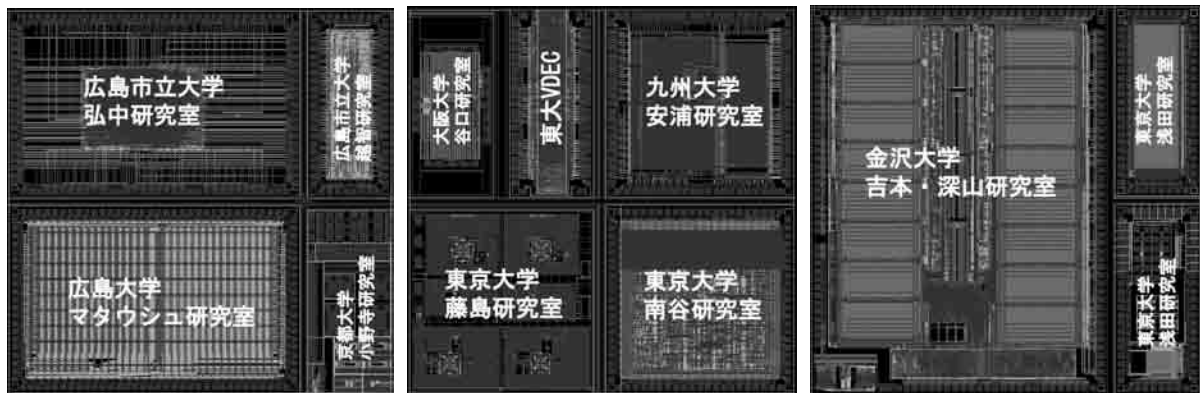 広島市立大学
弘中研究室
広島市立大学
越智研究室
広島大学
マタウシュ研究室
京都大学
小野寺研究室
大阪大学
谷口研究室
東大VDEC
九州大学
安浦研究室
東京大学
藤島研究室
東京大学
南谷研究室
金沢大学
吉本・深山研究室
東京大学
浅田研究室
東京大学
浅田研究室